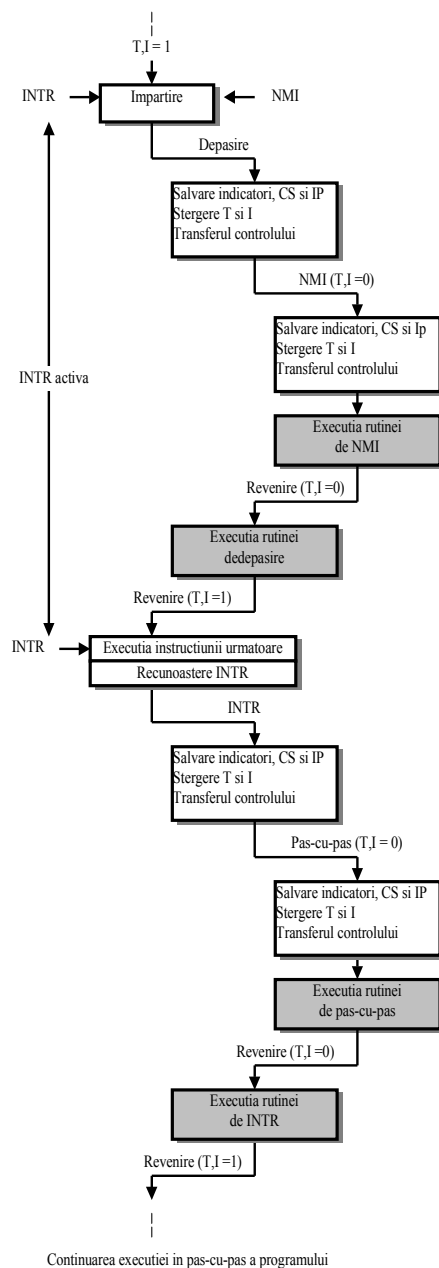 T,I = 1
INTR
Impartire
NMI
Depasire
Salvare indicatori, CS si IP
Stergere T si I
Transferul controlului
NMI (T,I =0)
Salvare indicatori, CS si Ip
Stergere T si I
Transferul controlului
INTR activa
Executia rutinei
de NMI
Revenire (T,I =0)
Executia rutinei
dedepasire
Revenire (T,I =1)
INTR
Executia instructiunii urmatoare
Recunoastere INTR
INTR
Salvare indicatori, CS si IP
Stergere T si I
Transferul controlului
Pas-cu-pas (T,I = 0)
Salvare indicatori, CS si IP
Stergere T si I
Transferul controlului
Executia rutinei
de pas-cu-pas
Revenire (T,I =0)
Executia rutinei
de INTR
Revenire (T,I =1)
Continuarea executiei in pas-cu-pas a programului